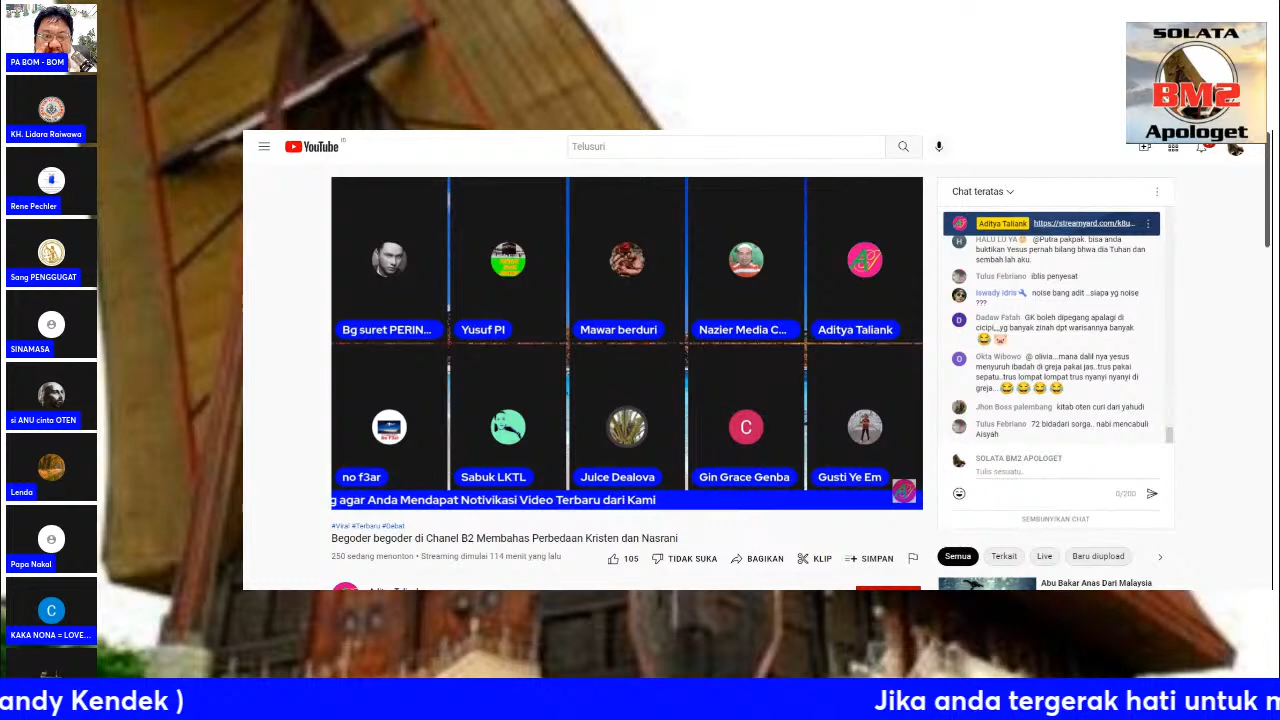 PA BOM - BOM
KH. Lidara Raiwawa
Rene Pechler
Sang PENGGUGAT
SINAMASA
si ANU cinta OTEN
Lenda
Papa Nakal
C
KAKA NONA = LOVE...
SOLATA
BM2
Apologet
YouTube
ID
Telusuri
Bg suret PERIN...
Yusuf PI
Mawar berduri
Nazier Media C...
Aditya Taliank
no f3ar
Sabuk LKTL
Julce Dealova
C
Gin Grace Genba
Gusti Ye Em
g agar Anda Mendapat Notivikasi Video Terbaru dari Kami
#Viral #Terbaru #Debat
Begoder begoder di Chanel B2 Membahas Perbedaan Kristen dan Nasrani
250 sedang menonton • Streaming dimulai 114 menit yang lalu
105
TIDAK SUKA
BAGIKAN
KLIP
SIMPAN
Chat teratas
Aditya Taliank https://streamyard.com/k8u...
H
HALU LU YA @Putra pakpak. bisa anda
buktikan Yesus pernah bilang bhwa dia Tuhan dan
sembah lah aku.
Tulus Febriano iblis penyesat
Iswady idris noise bang adit ..siapa yg noise
???
D
Dadaw Fatah GK boleh dipegang apalagi di
cicipi,,,yg banyak zinah dpt warisannya banyak
O
Okta Wibowo @ olivia...mana dalil nya yesus
menyuruh ibadah di greja pakai jas..trus pakai
sepatu..trus lompat lompat trus nyanyi nyanyi di
greja...
Jhon Boss palembang kitab oten curi dari yahudi
Tulus Febriano 72 bidadari sorga.. nabi mencabuli
Aisyah
SOLATA BM2 APOLOGET
Tulis sesuatu..
0/200
SEMBUNYIKAN CHAT
Semua
Terkait
Live
Baru diupload
Abu Bakar Anas Dari Malaysia
andy Kendek )
Jika anda tergerak hati untuk m